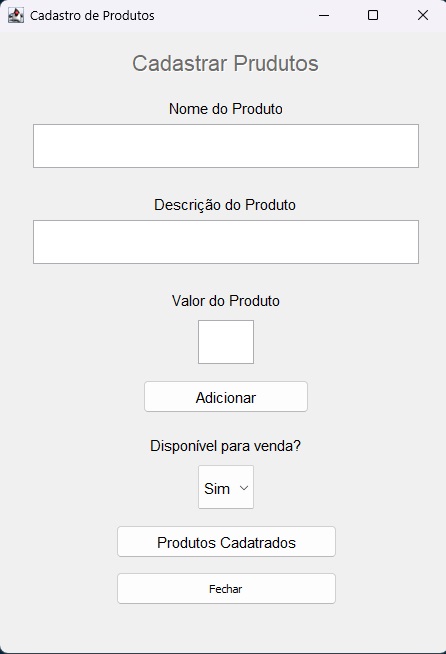 Cadastro de Produtos
Cadastrar Prudutos
Nome do Produto
Descrição do Produto
Valor do Produto
Adicionar
Disponível para venda?
Sim
Produtos Cadatrados
Fechar